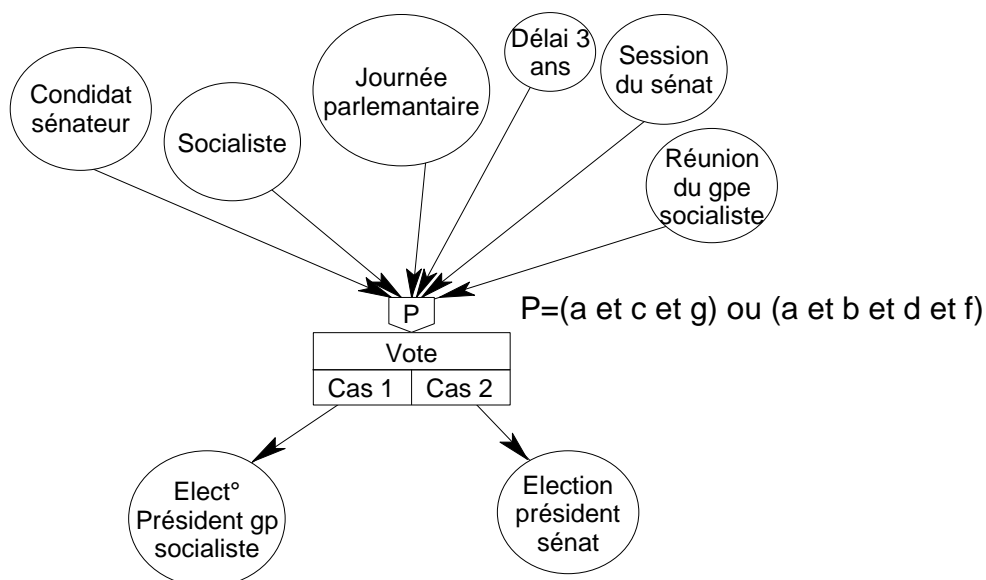 Condidat
sénateur
Socialiste
Journée
parlemantaire
Délai 3
ans
Session
du sénat
Réunion
du gpe
socialiste
P
P=(a et c et g) ou (a et b et d et f)
Vote
Cas 1
Cas 2
Elect°
Président gp
socialiste
Election
président
sénat